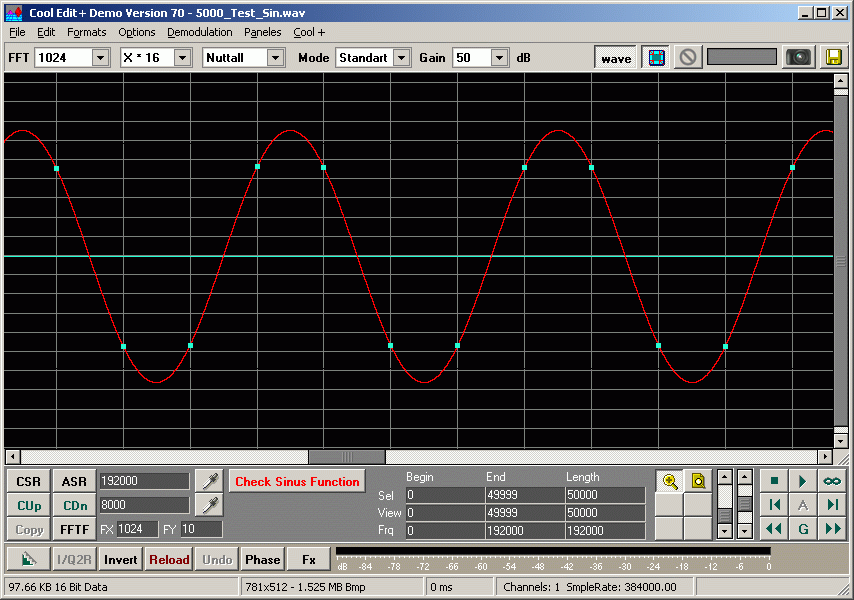 Cool Edit+ Demo Version 70 - 5000_Test_Sin.wav
File Edit Formats Options Demodulation Paneles Cool +
FFT 1024 X * 16 Nuttall Mode Standart Gain 50 dB wave
CSR ASR 192000 Check Sinus Function Begin End Length
CUp CDn 8000 Sel 0 49999 50000
View 0 49999 50000
Copy FFTF FX 1024 FY 10 Frq 0 192000 192000
A
G
I/Q2R Invert Reload Undo Phase Fx
dB -84 -78 -72 -66 -60 -54 -48 -42 -36 -30 -24 -18 -12 -6 0
97.66 KB 16 Bit Data 781x512 - 1.525 MB Bmp 0 ms Channels: 1 SmpleRate: 384000.00